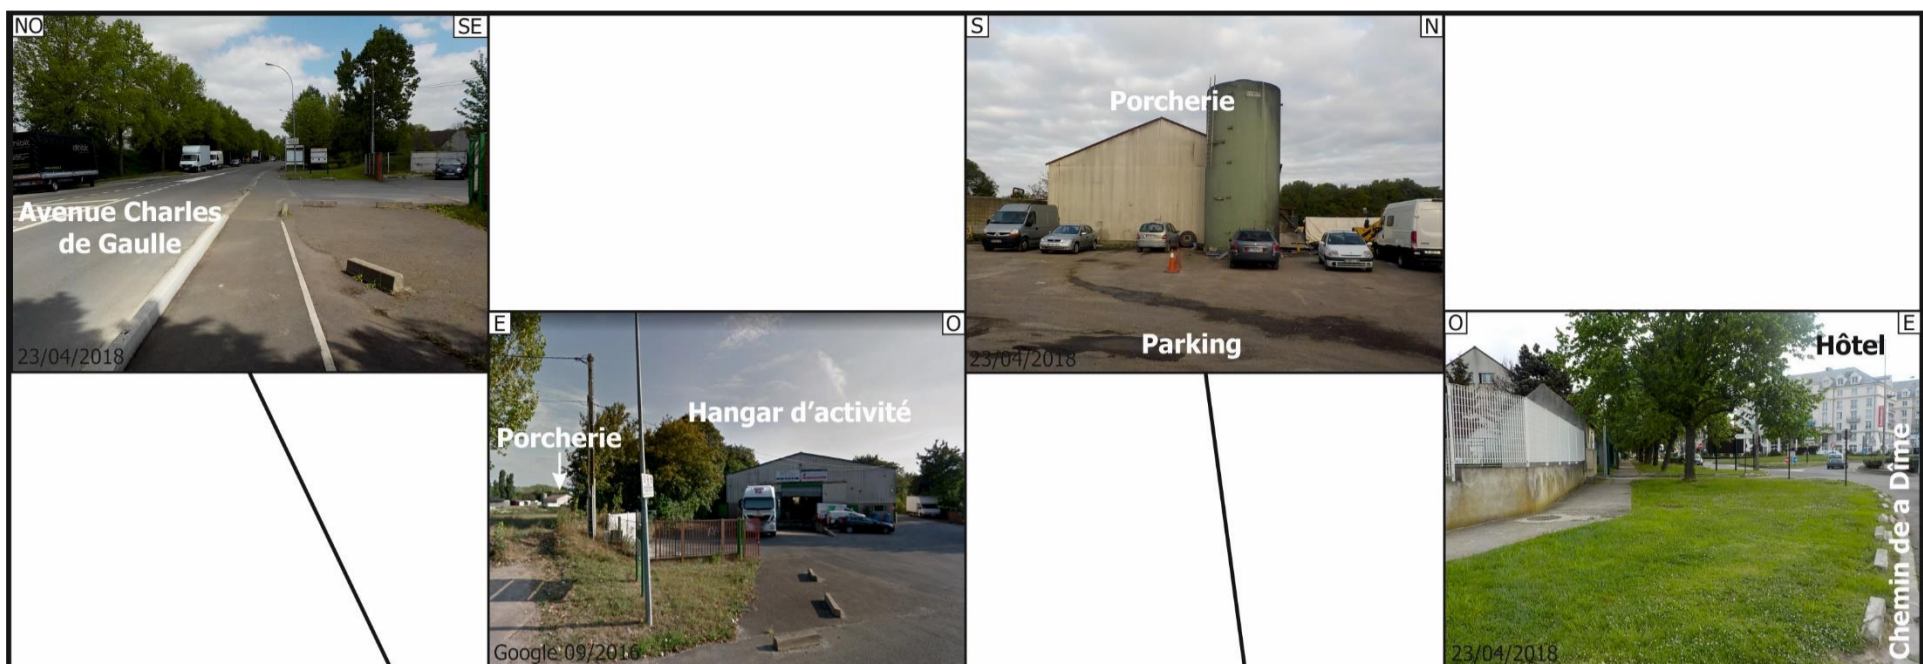 NO
SE
Avenue Charles
de Gaulle
23/04/2018
E
O
Hangar d'activité
Porcherie
Google 09/2016
S
N
Porcherie
Parking
23/04/2018
O
E
Hôtel
Chemin de a Dîme
23/04/2018